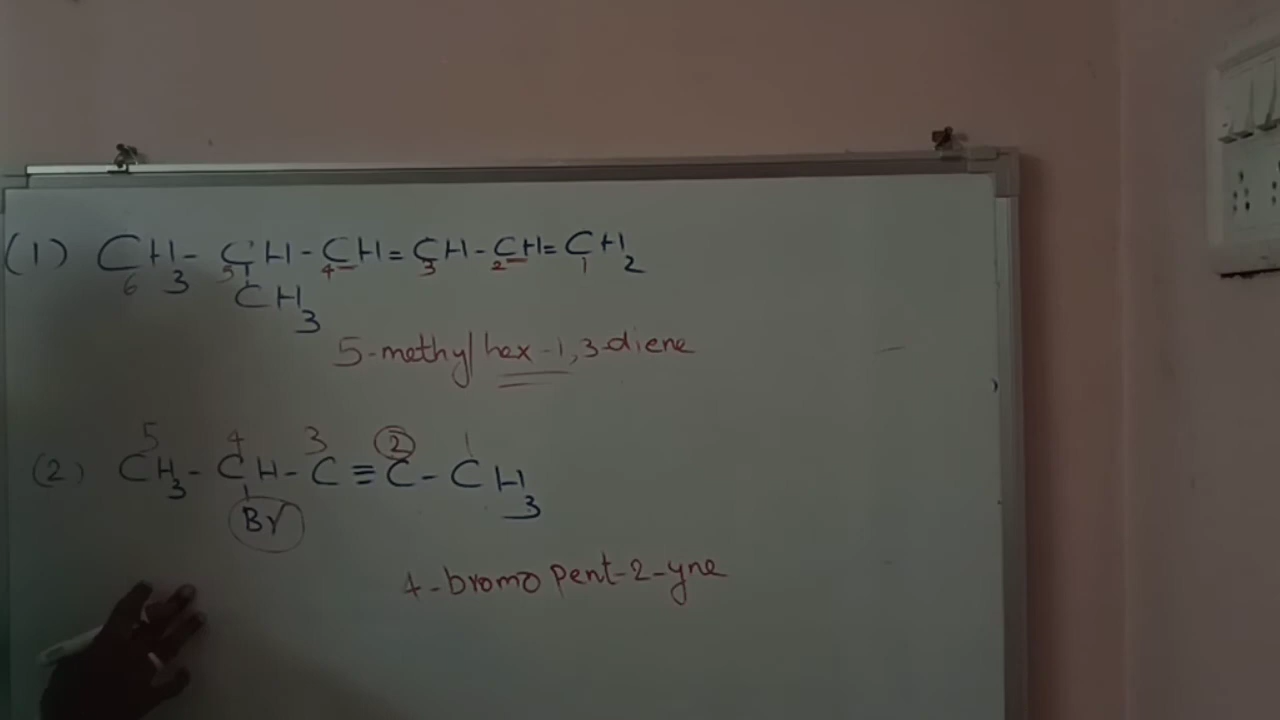 (1) CH3 - CH - CH = CH - CH = CH2
6 5 4 3 2 1
CH3
5-methyl hex-1,3-diene
5 4 3 2 1
(2) CH3 - CH - C ≡ C - CH3
Br
4-bromo pent-2-yne